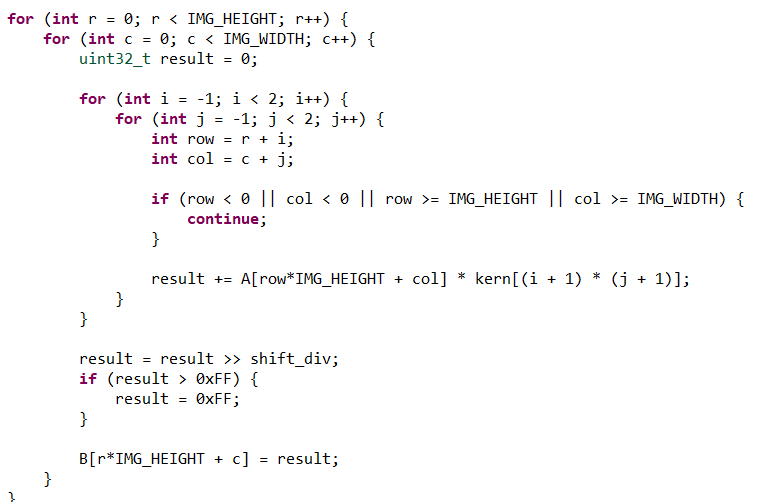 for (int r = 0; r < IMG_HEIGHT; r++) {
    for (int c = 0; c < IMG_WIDTH; c++) {
        uint32_t result = 0;

        for (int i = -1; i < 2; i++) {
            for (int j = -1; j < 2; j++) {
                int row = r + i;
                int col = c + j;

                if (row < 0 || col < 0 || row >= IMG_HEIGHT || col >= IMG_WIDTH) {
                    continue;
                }

                result += A[row*IMG_HEIGHT + col] * kern[(i + 1) * (j + 1)];
            }
        }

        result = result >> shift_div;
        if (result > 0xFF) {
            result = 0xFF;
        }

        B[r*IMG_HEIGHT + c] = result;
    }
}